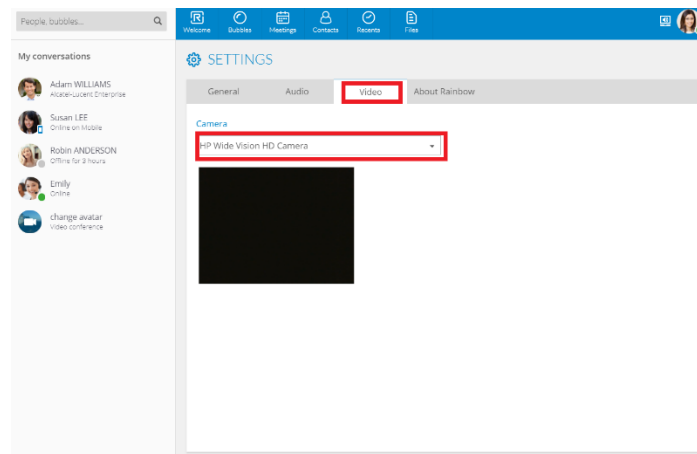 People, bubbles...
Welcome
Bubbles
Meetings
Contacts
Recents
Files
My conversations
Adam WILLIAMS
Alcatel-Lucent Enterprise
Susan LEE
Online on Mobile
Robin ANDERSON
Offline for 3 hours
Emily
Online
change avatar
Video conference
SETTINGS
General
Audio
Video
About Rainbow
Camera
HP Wide Vision HD Camera